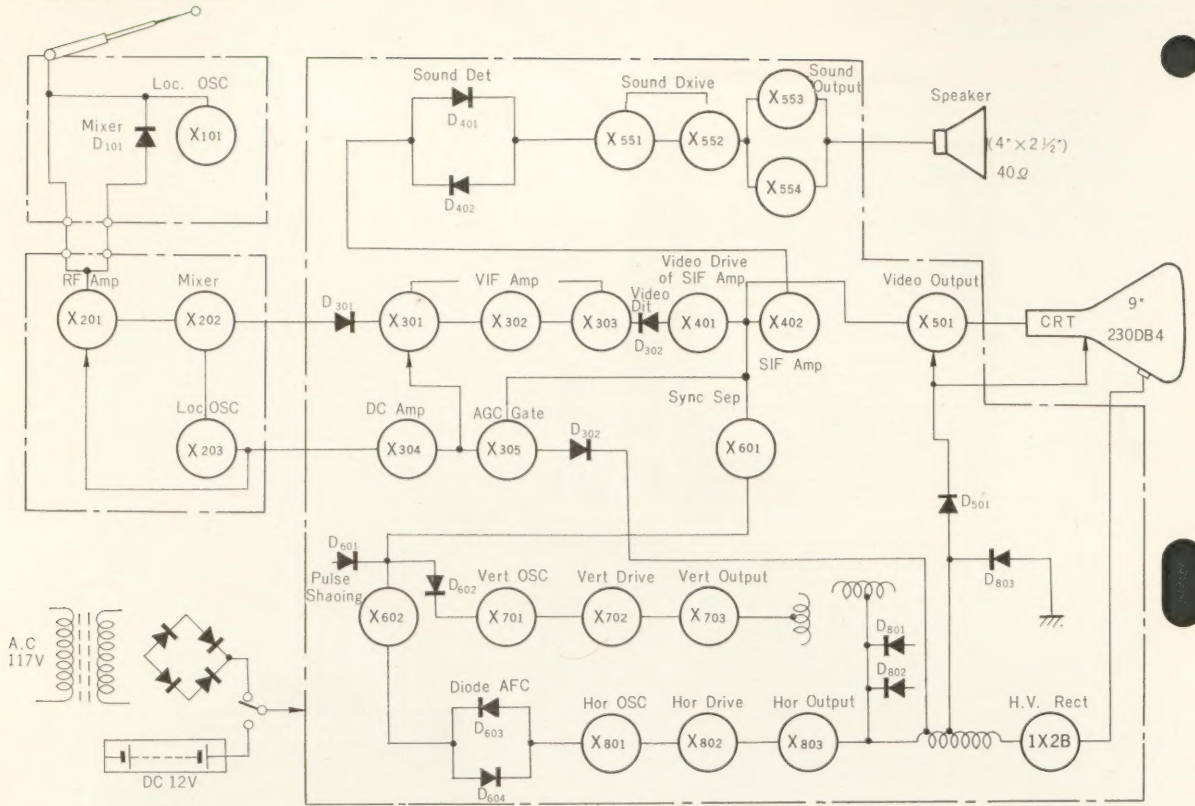 Loc. OSC
Mixer
D101
X101
Sound Det
D401
D402
Sound Dxive
X551
X552
Sound
Output
X553
X554
Speaker
(4" X 2 ½")
40Ω
RF Amp
X201
Mixer
X202
Loc OSC
X203
D301
VIF Amp
X301
X302
X303
Video
Dit
D302
Video Drive
of SIF Amp
X401
X402
SIF Amp
Video Output
X501
CRT
9"
230DB4
DC Amp
X304
AGC Gate
X305
D302
Sync Sep
X601
D501
D803
D601
Pulse
Shaoing
X602
D602
Vert OSC
X701
Vert Drive
X702
Vert Output
X703
D801
D802
A.C
117V
DC 12V
Diode AFC
D603
D604
Hor OSC
X801
Hor Drive
X802
Hor Output
X803
H.V. Rect
1X2B